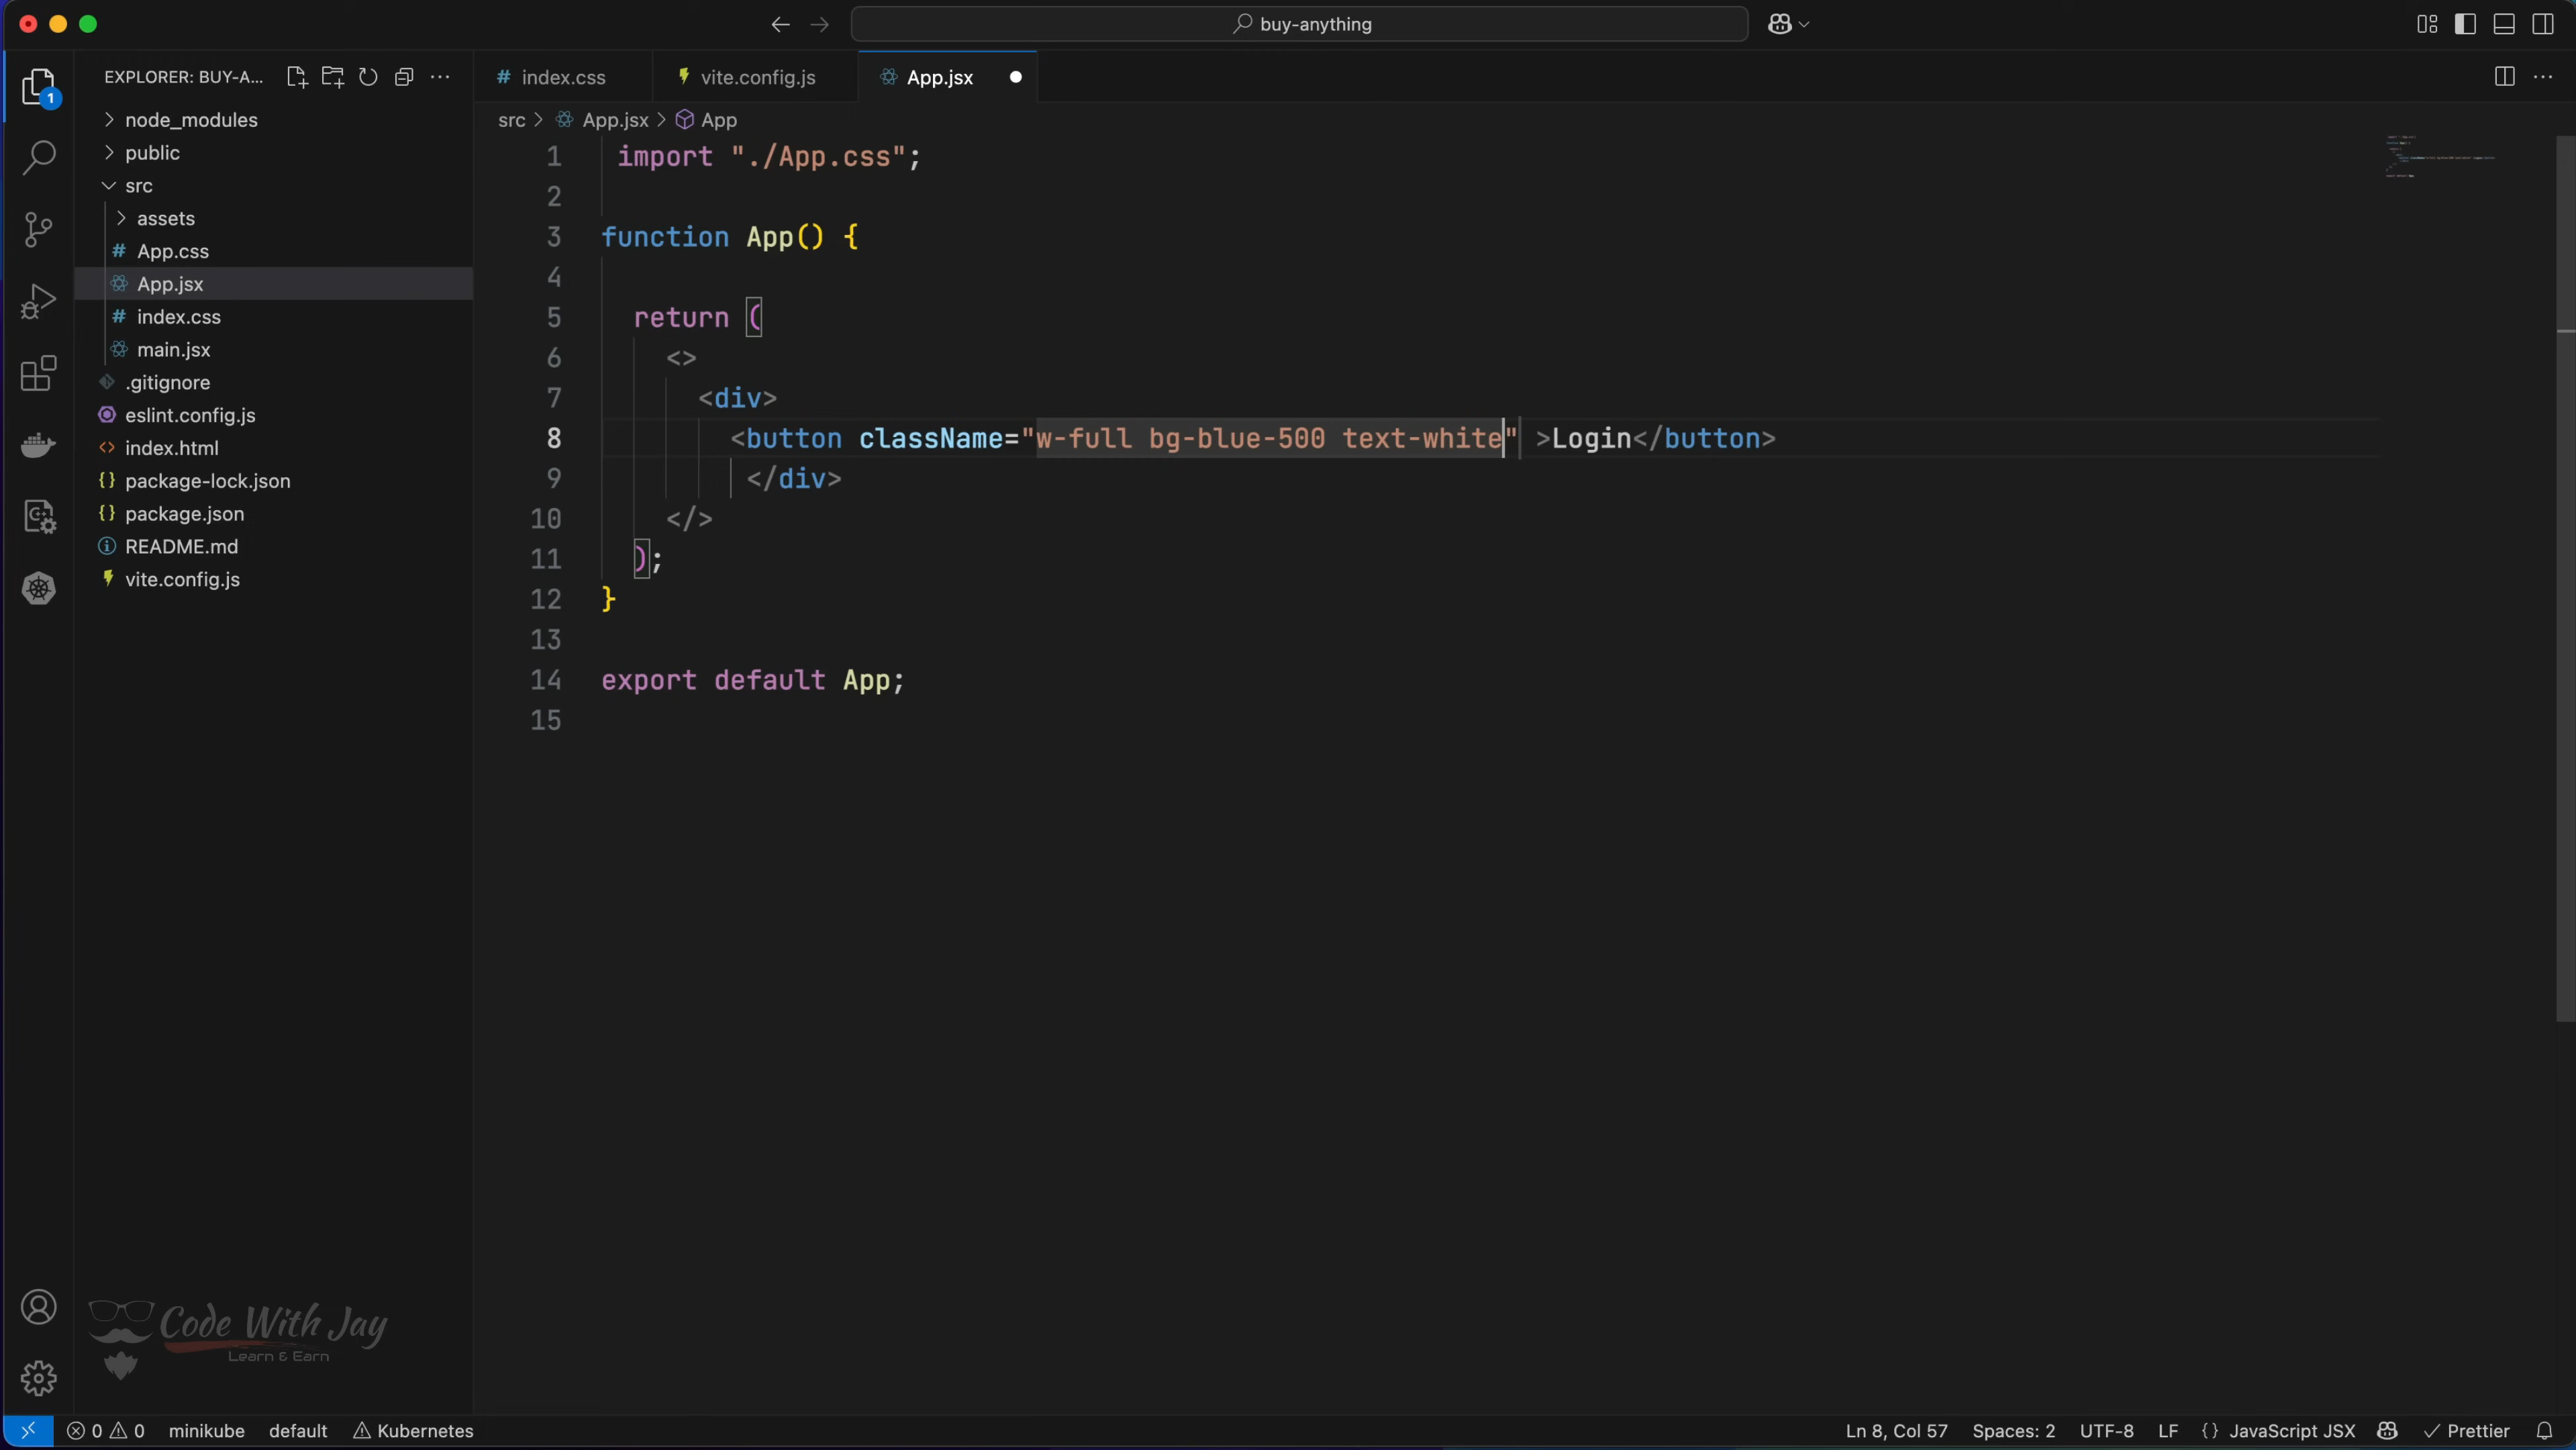 buy-anything
EXPLORER: BUY-A...
1
node_modules
public
src
assets
App.css
App.jsx
index.css
main.jsx
.gitignore
eslint.config.js
index.html
package-lock.json
package.json
README.md
vite.config.js
index.css
vite.config.js
App.jsx
src > App.jsx > App
1 import "./App.css";
2
3 function App() {
4
5 return (
6 <>
7 <div>
8 <button className="w-full bg-blue-500 text-white" >Login</button>
9 </div>
10 </>
11 );
12 }
13
14 export default App;
15
Code With Jay
Learn & Earn
0 0 minikube default Kubernetes
Ln 8, Col 57 Spaces: 2 UTF-8 LF {} JavaScript JSX Prettier